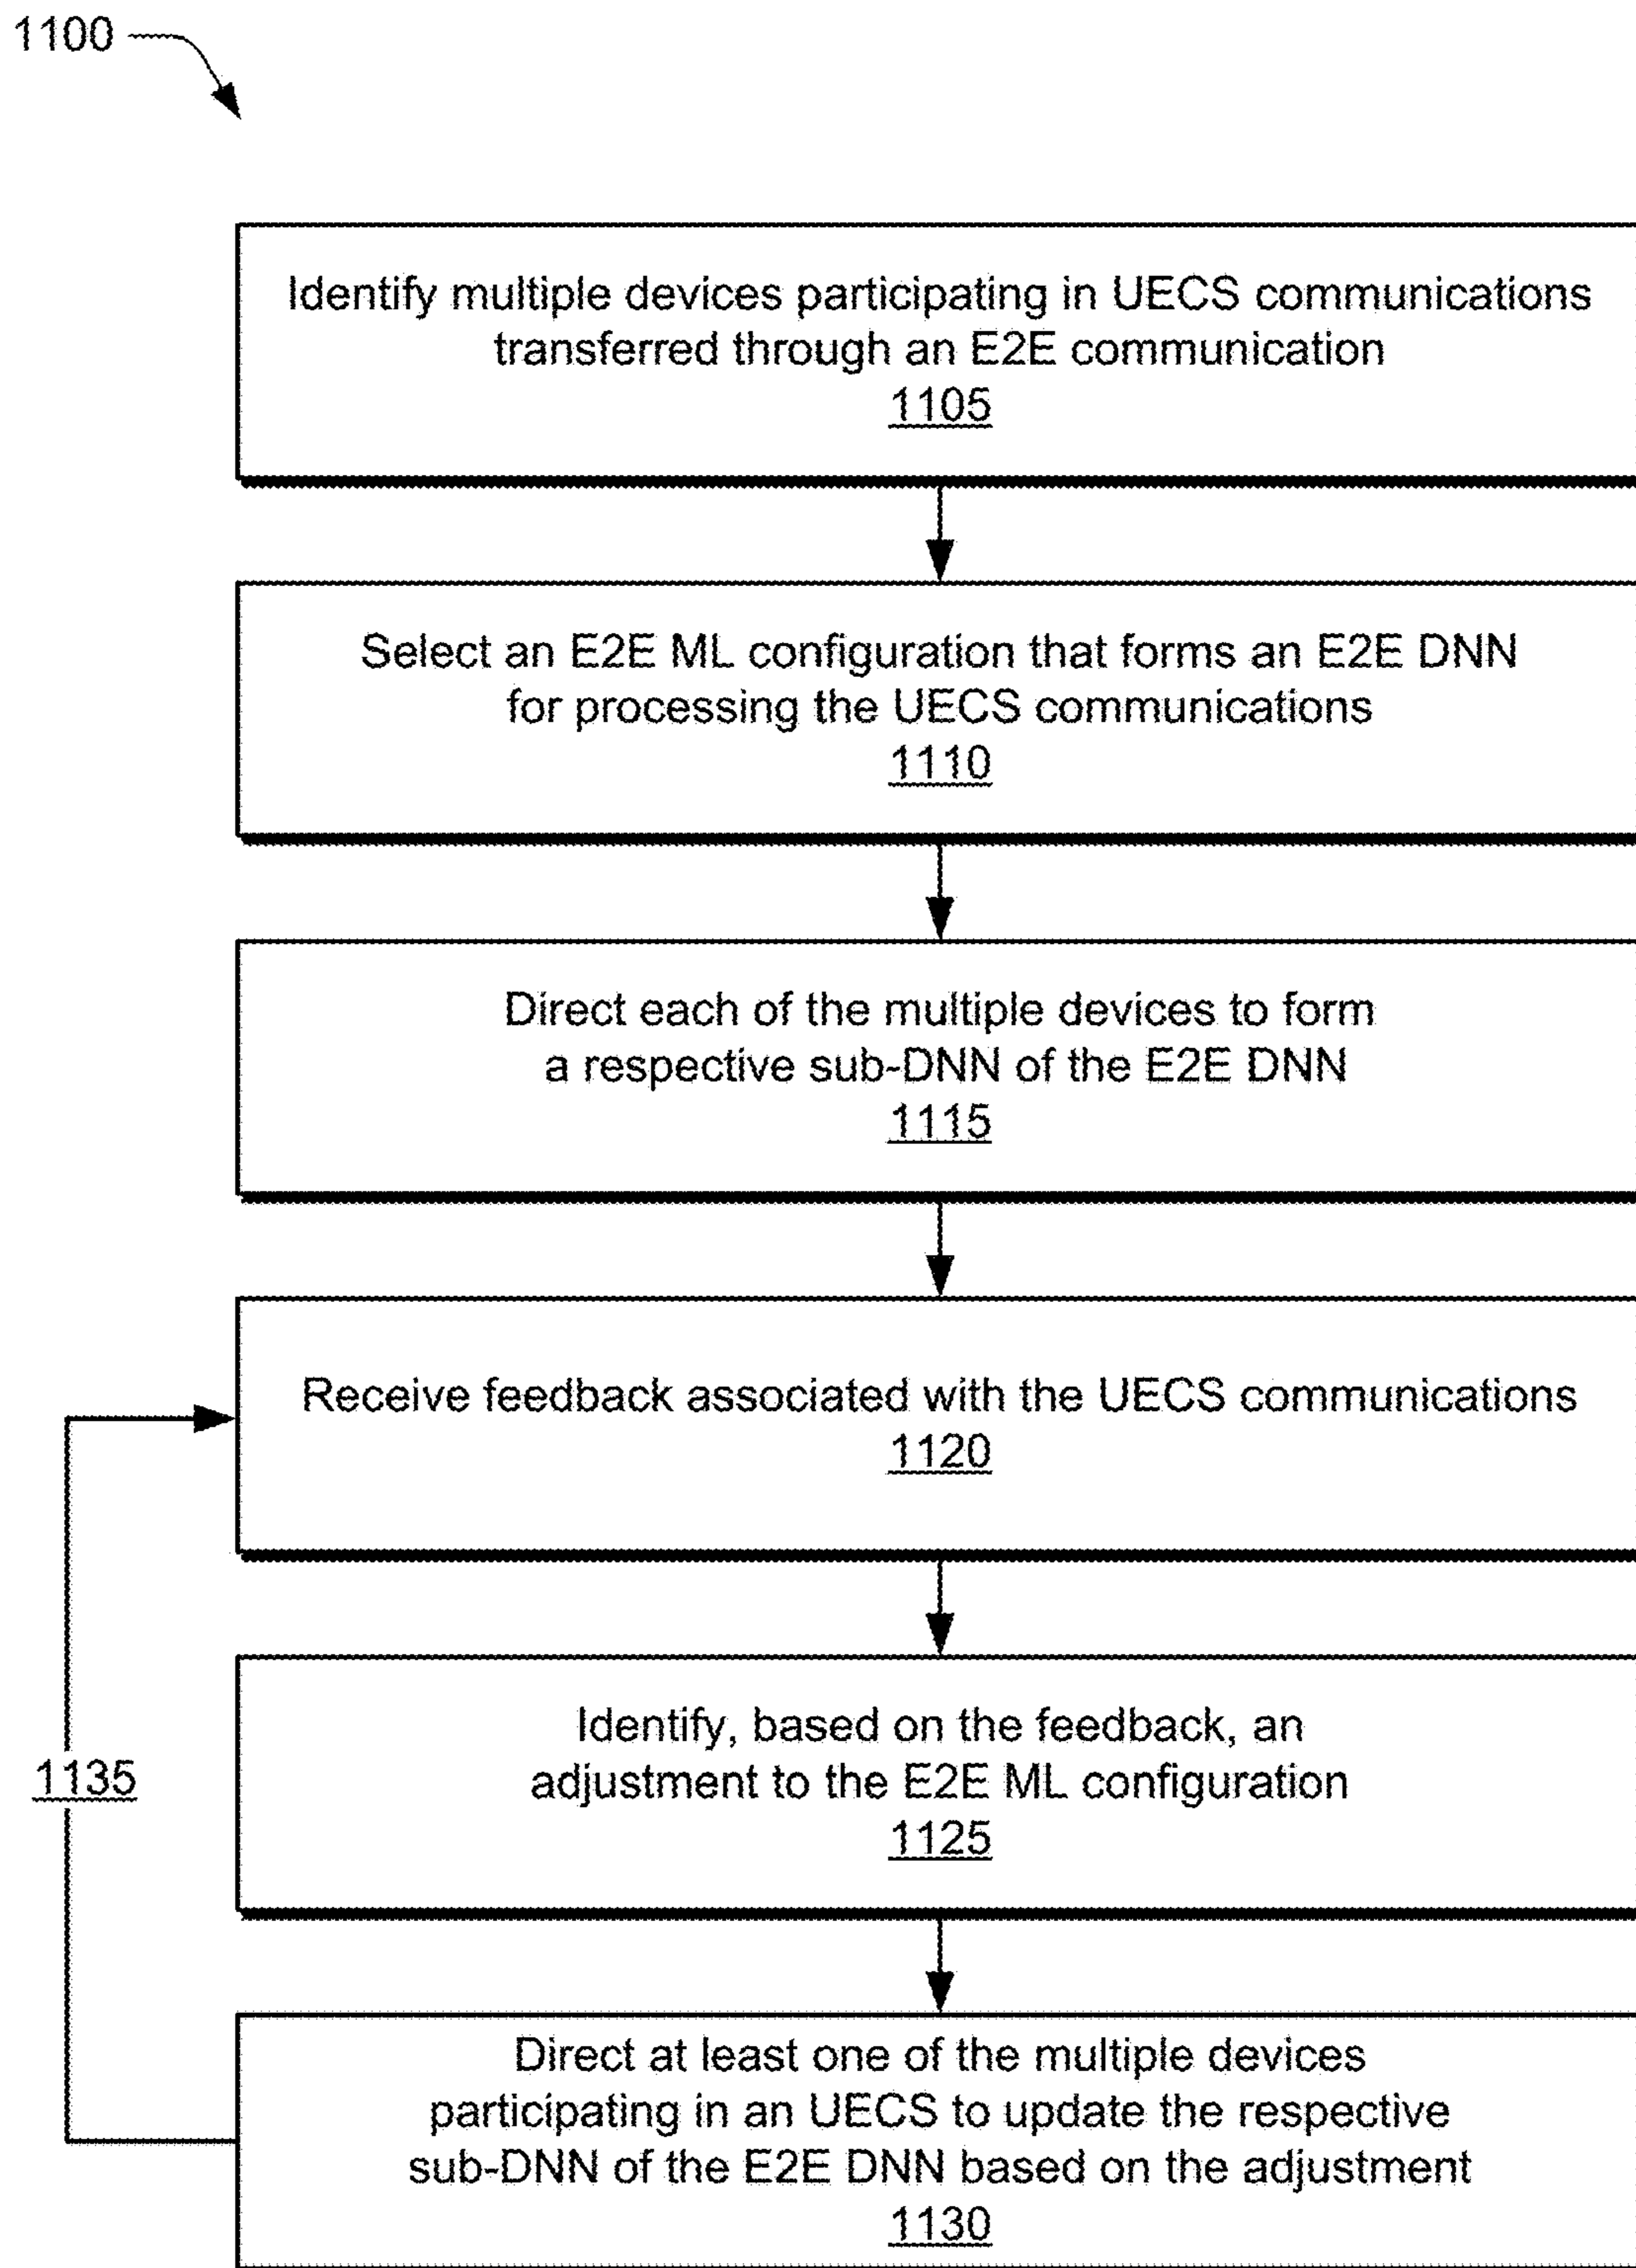 1100
Identify multiple devices participating in UECS communications
transferred through an E2E communication
1105
Select an E2E ML configuration that forms an E2E DNN
for processing the UECS communications
1110
Direct each of the multiple devices to form
a respective sub-DNN of the E2E DNN
1115
Receive feedback associated with the UECS communications
1120
Identify, based on the feedback, an
adjustment to the E2E ML configuration
1125
1135
Direct at least one of the multiple devices
participating in an UECS to update the respective
sub-DNN of the E2E DNN based on the adjustment
1130